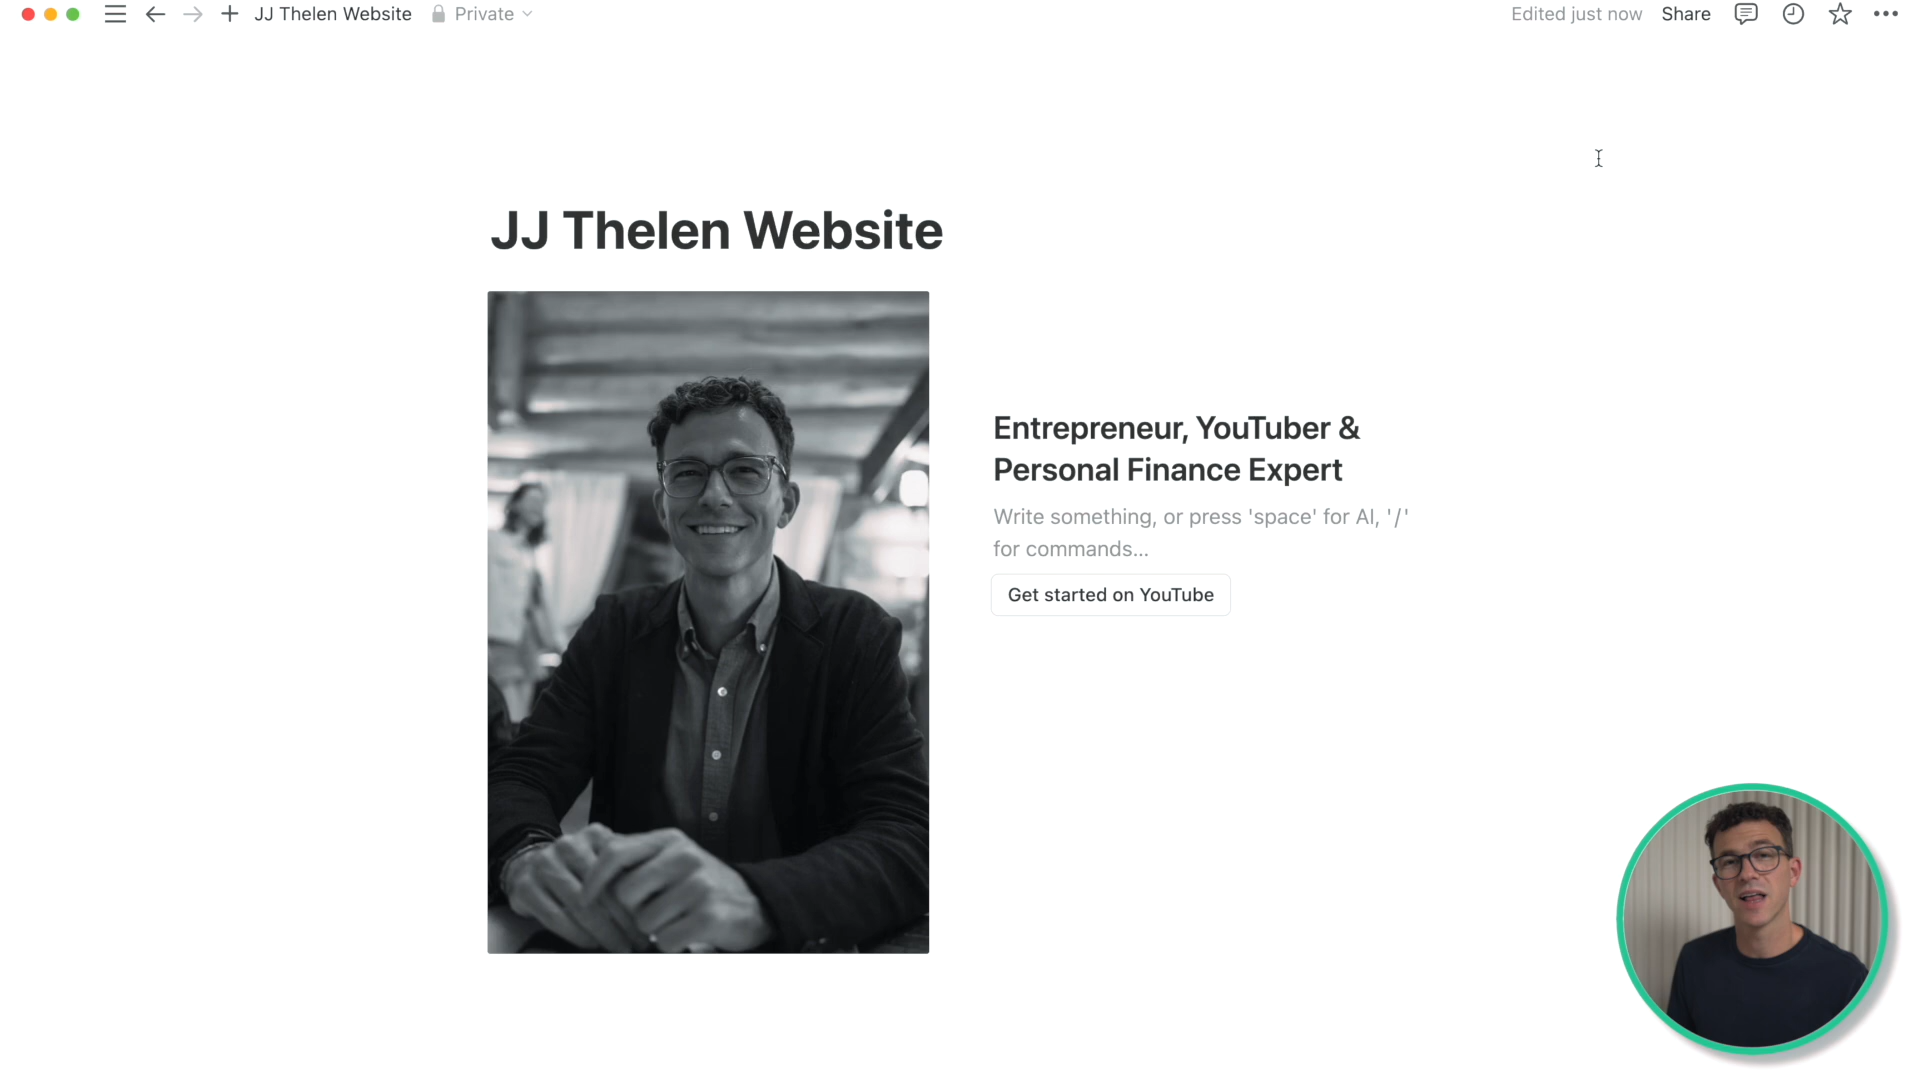 JJ Thelen Website
Private
Edited just now
Share
JJ Thelen Website
Entrepreneur, YouTuber &
Personal Finance Expert
Write something, or press 'space' for AI, '/'
for commands...
Get started on YouTube